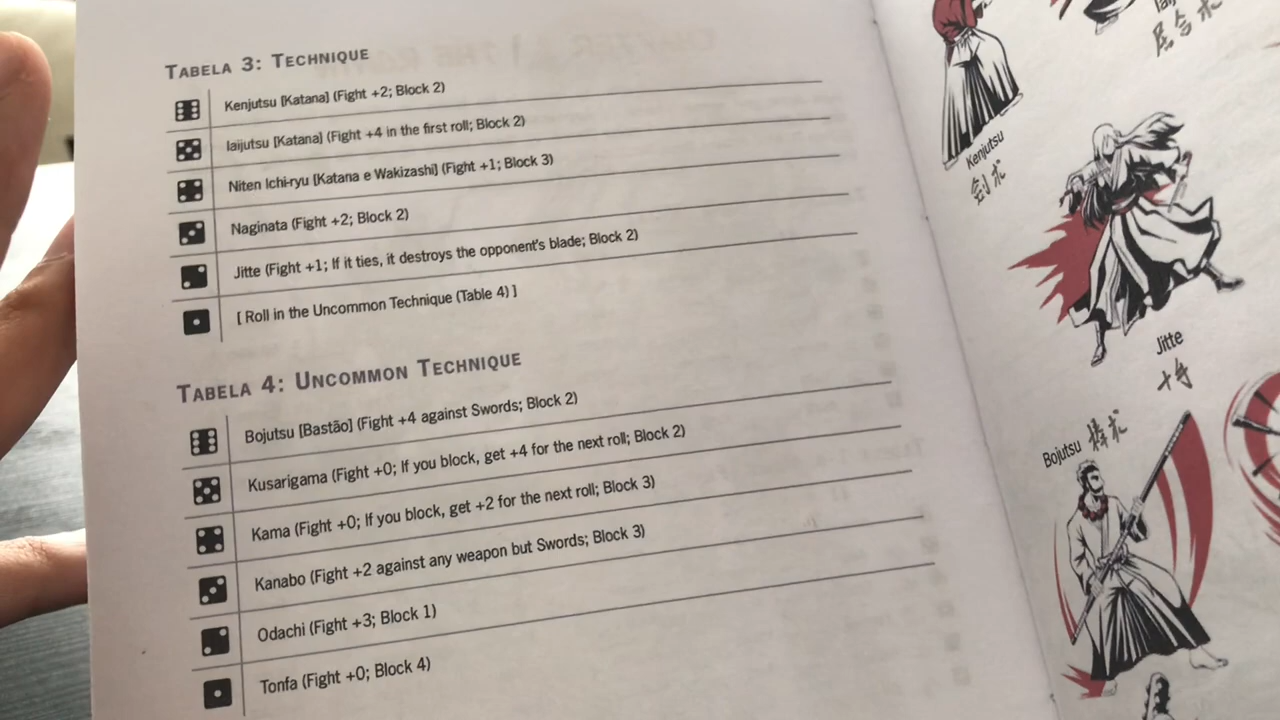 TABELA 3: TECHNIQUE
Kenjutsu [Katana] (Fight +2; Block 2)
Iaijutsu [Katana] (Fight +4 in the first roll; Block 2)
Niten Ichi-ryu [Katana e Wakizashi] (Fight +1; Block 3)
Naginata (Fight +2; Block 2)
Jitte (Fight +1; If it ties, it destroys the opponent's blade; Block 2)
[ Roll in the Uncommon Technique (Table 4) ]
TABELA 4: UNCOMMON TECHNIQUE
Bojutsu [Bastão] (Fight +4 against Swords; Block 2)
Kusarigama (Fight +0; If you block, get +4 for the next roll; Block 2)
Kama (Fight +0; If you block, get +2 for the next roll; Block 3)
Kanabo (Fight +2 against any weapon but Swords; Block 3)
Odachi (Fight +3; Block 1)
Tonfa (Fight +0; Block 4)
居合术
Kenjutsu
剑术
Jitte
十手
Bojutsu 棒术